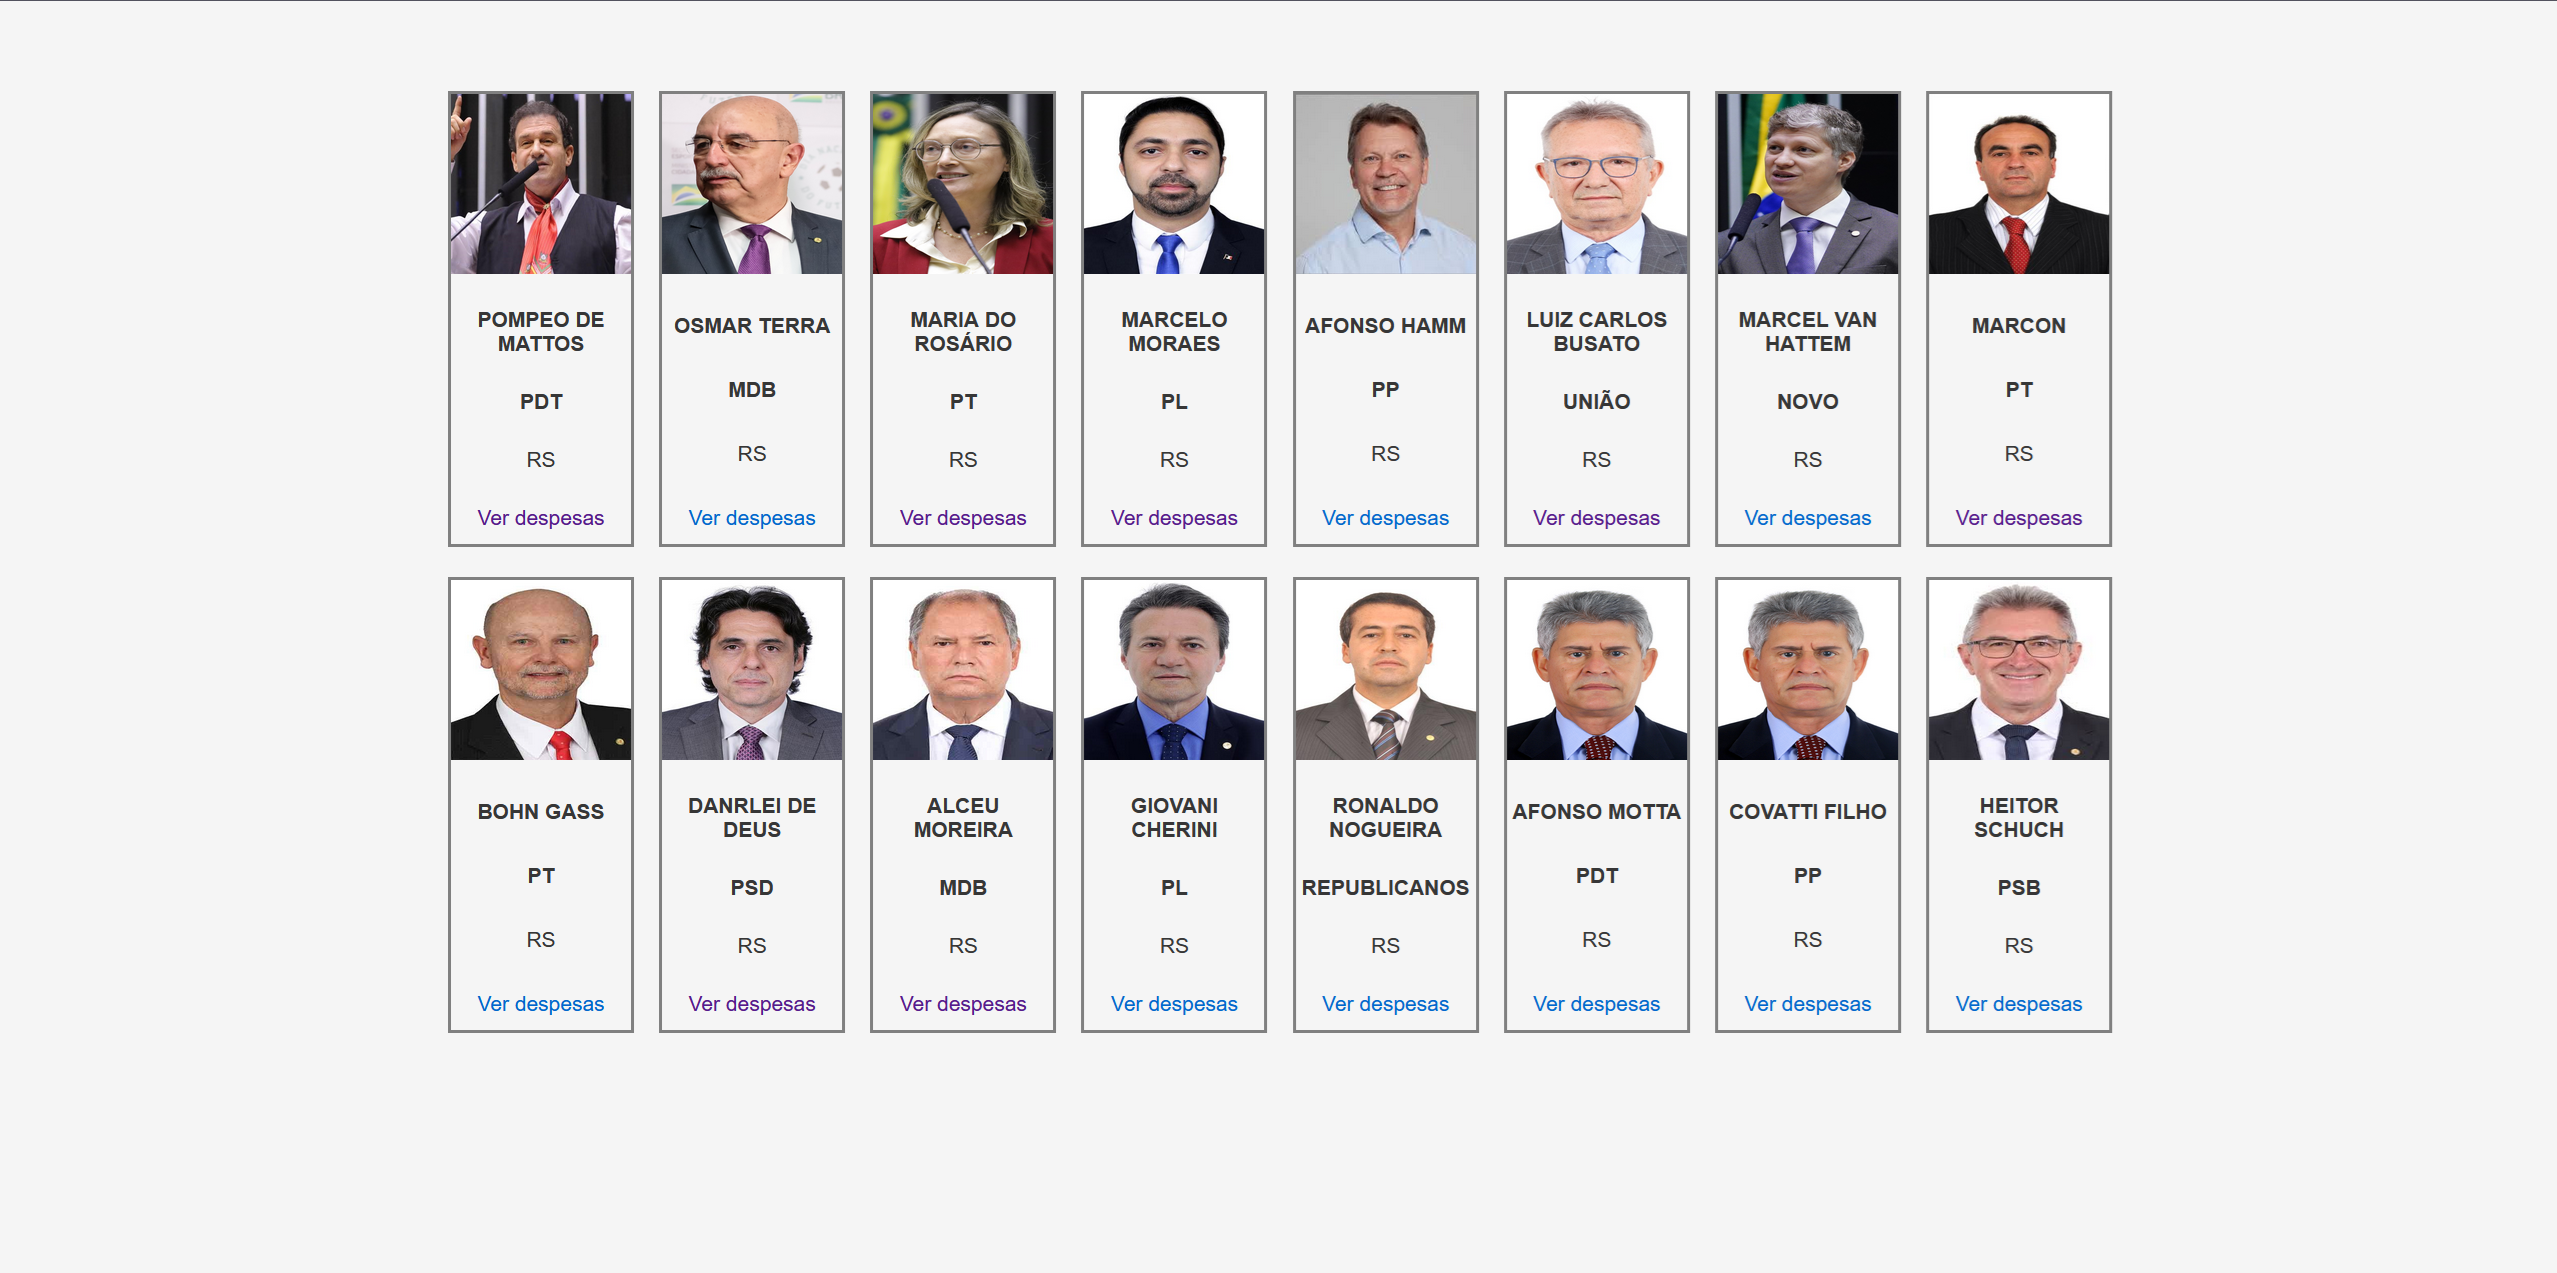 POMPEO DE
MATTOS
PDT
RS
Ver despesas
OSMAR TERRA
MDB
RS
Ver despesas
MARIA DO
ROSÁRIO
PT
RS
Ver despesas
MARCELO
MORAES
PL
RS
Ver despesas
AFONSO HAMM
PP
RS
Ver despesas
LUIZ CARLOS
BUSATO
UNIÃO
RS
Ver despesas
MARCEL VAN
HATTEM
NOVO
RS
Ver despesas
MARCON
PT
RS
Ver despesas
BOHN GASS
PT
RS
Ver despesas
DANRLEI DE
DEUS
PSD
RS
Ver despesas
ALCEU
MOREIRA
MDB
RS
Ver despesas
GIOVANI
CHERINI
PL
RS
Ver despesas
RONALDO
NOGUEIRA
REPUBLICANOS
RS
Ver despesas
AFONSO MOTTA
PDT
RS
Ver despesas
COVATTI FILHO
PP
RS
Ver despesas
HEITOR
SCHUCH
PSB
RS
Ver despesas